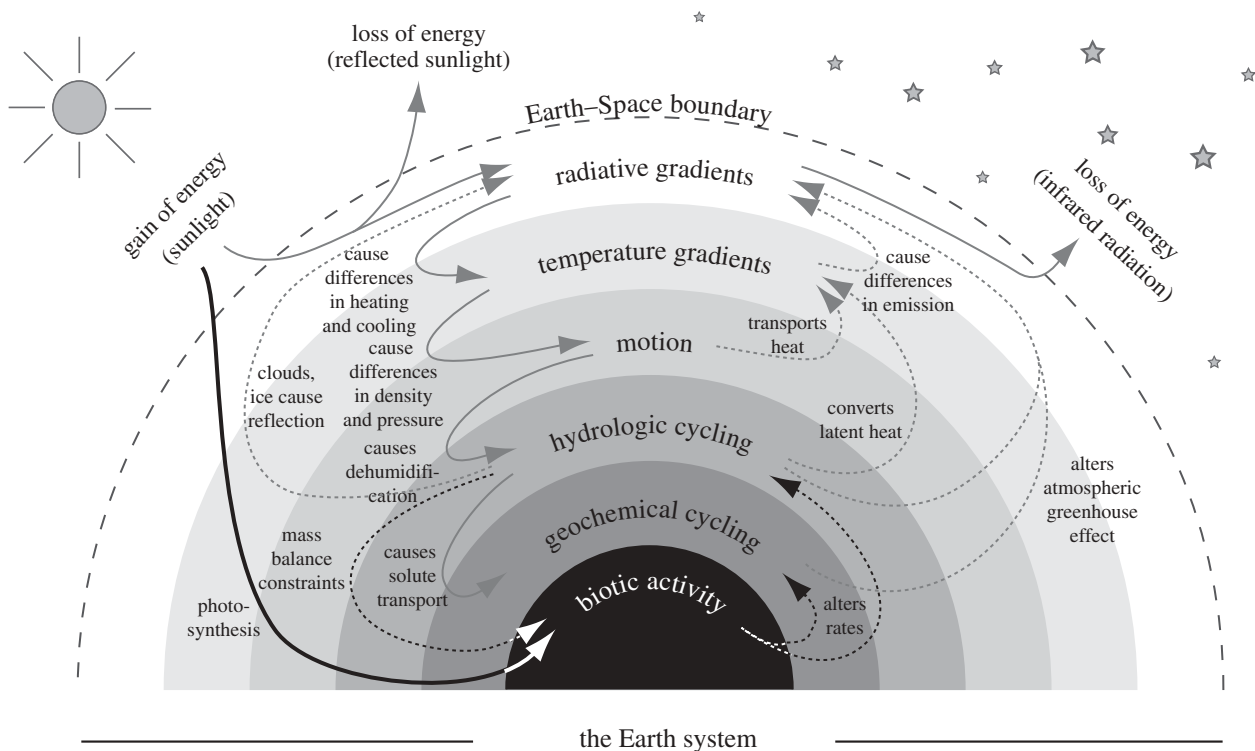 loss of energy
(reflected sunlight)
Earth–Space boundary
radiative gradients
gain of energy
(sunlight)
loss of energy
(infrared radiation)
temperature gradients
cause
differences
in heating
and cooling
cause
differences
in emission
motion
transports
heat
cause
differences
in density
and pressure
clouds,
ice cause
reflection
hydrologic cycling
converts
latent heat
causes
dehumidifi-
cation
alters
atmospheric
greenhouse
effect
geochemical cycling
mass
balance
constraints
causes
solute
transport
biotic activity
alters
rates
photo-
synthesis
the Earth system